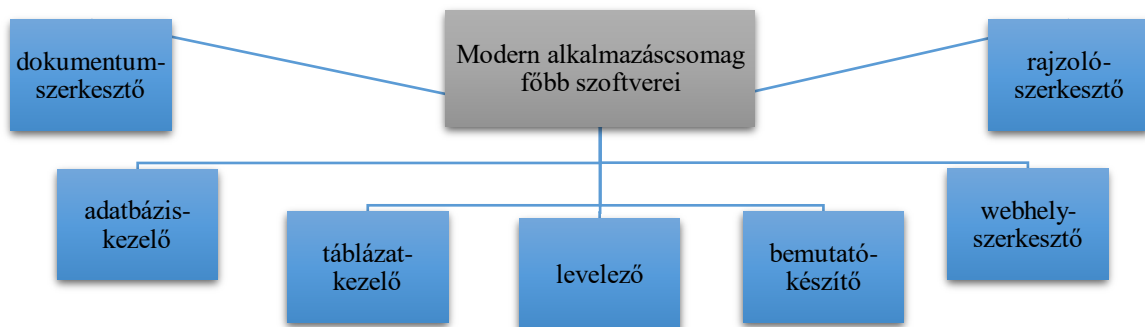 Modern alkalmazáscsomag
főbb szoftverei
dokumentum-
szerkesztő
rajzoló-
szerkesztő
adatbázis-
kezelő
táblázat-
kezelő
levelező
bemutató-
készítő
webhely-
szerkesztő